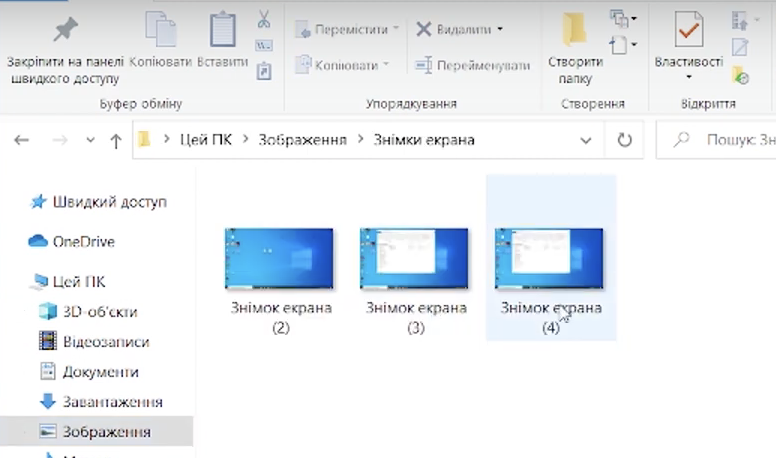 Закріпити на панелі
швидкого доступу
Копіювати
Вставити
Перемістити
Копіювати
Видалити
Перейменувати
Створити
папку
Властивості
Буфер обміну
Упорядкування
Створення
Відкриття
Цей ПК > Зображення > Знімки екрана
Пошук: Зн
Швидкий доступ
OneDrive
Цей ПК
3D-об'єкти
Відеозаписи
Документи
Завантаження
Зображення
Знімок екрана
(2)
Знімок екрана
(3)
Знімок екрана
(4)